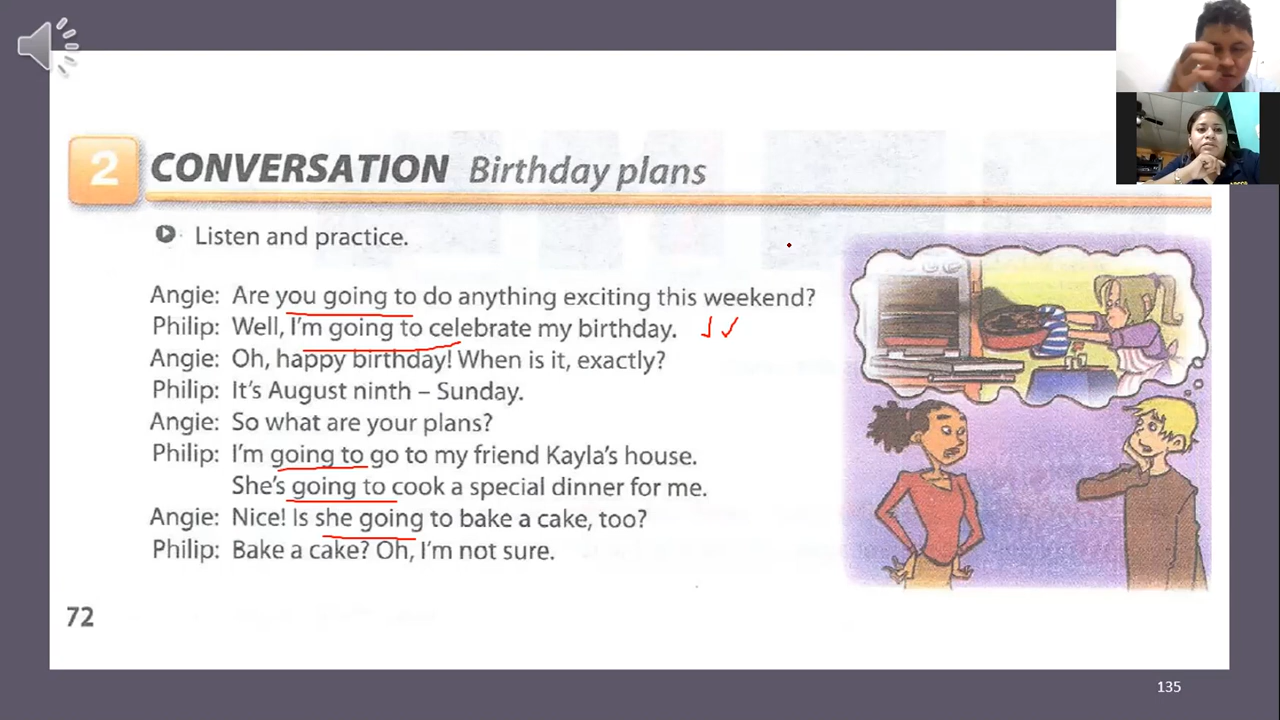 2 CONVERSATION Birthday plans
Listen and practice.
Angie: Are you going to do anything exciting this weekend?
Philip: Well, I'm going to celebrate my birthday.
Angie: Oh, happy birthday! When is it, exactly?
Philip: It's August ninth – Sunday.
Angie: So what are your plans?
Philip: I'm going to go to my friend Kayla's house.
She's going to cook a special dinner for me.
Angie: Nice! Is she going to bake a cake, too?
Philip: Bake a cake? Oh, I'm not sure.
72
135